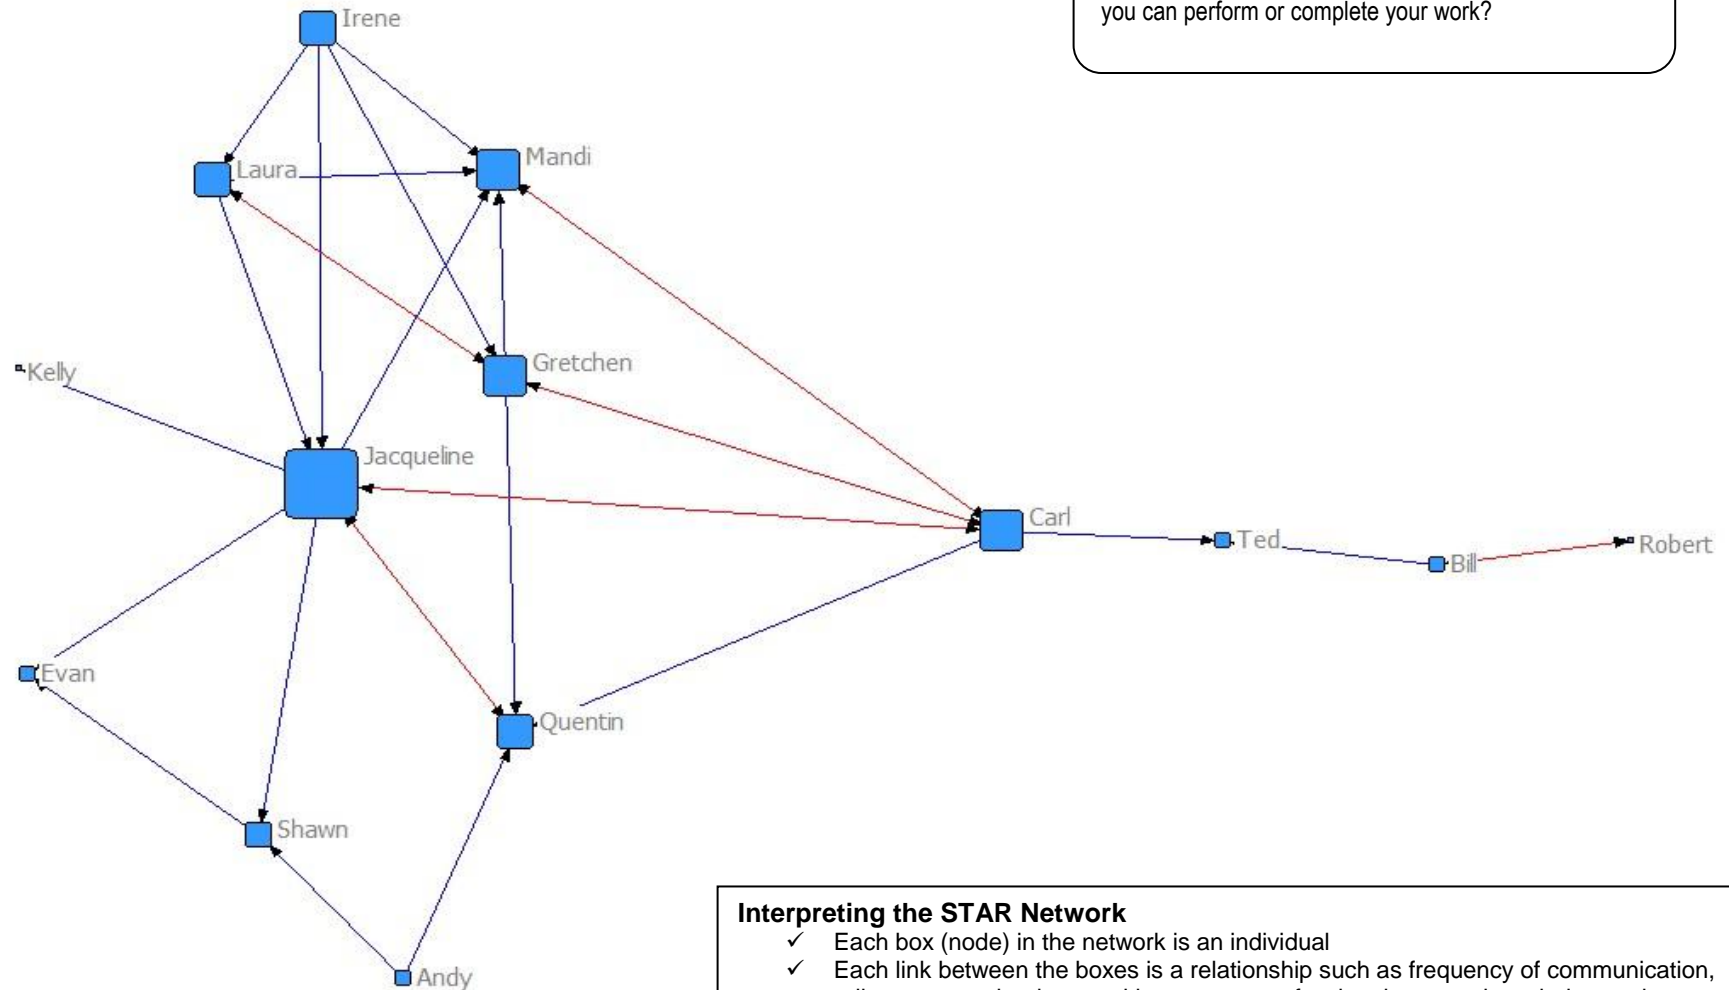 you can perform or complete your work?
Irene
Mandi
Laura
Gretchen
Kelly
Jacqueline
Carl
Ted
Bill
Robert
Evan
Quentin
Shawn
Andy
Interpreting the STAR Network
✓ Each box (node) in the network is an individual
✓ Each link between the boxes is a relationship such as frequency of communication,